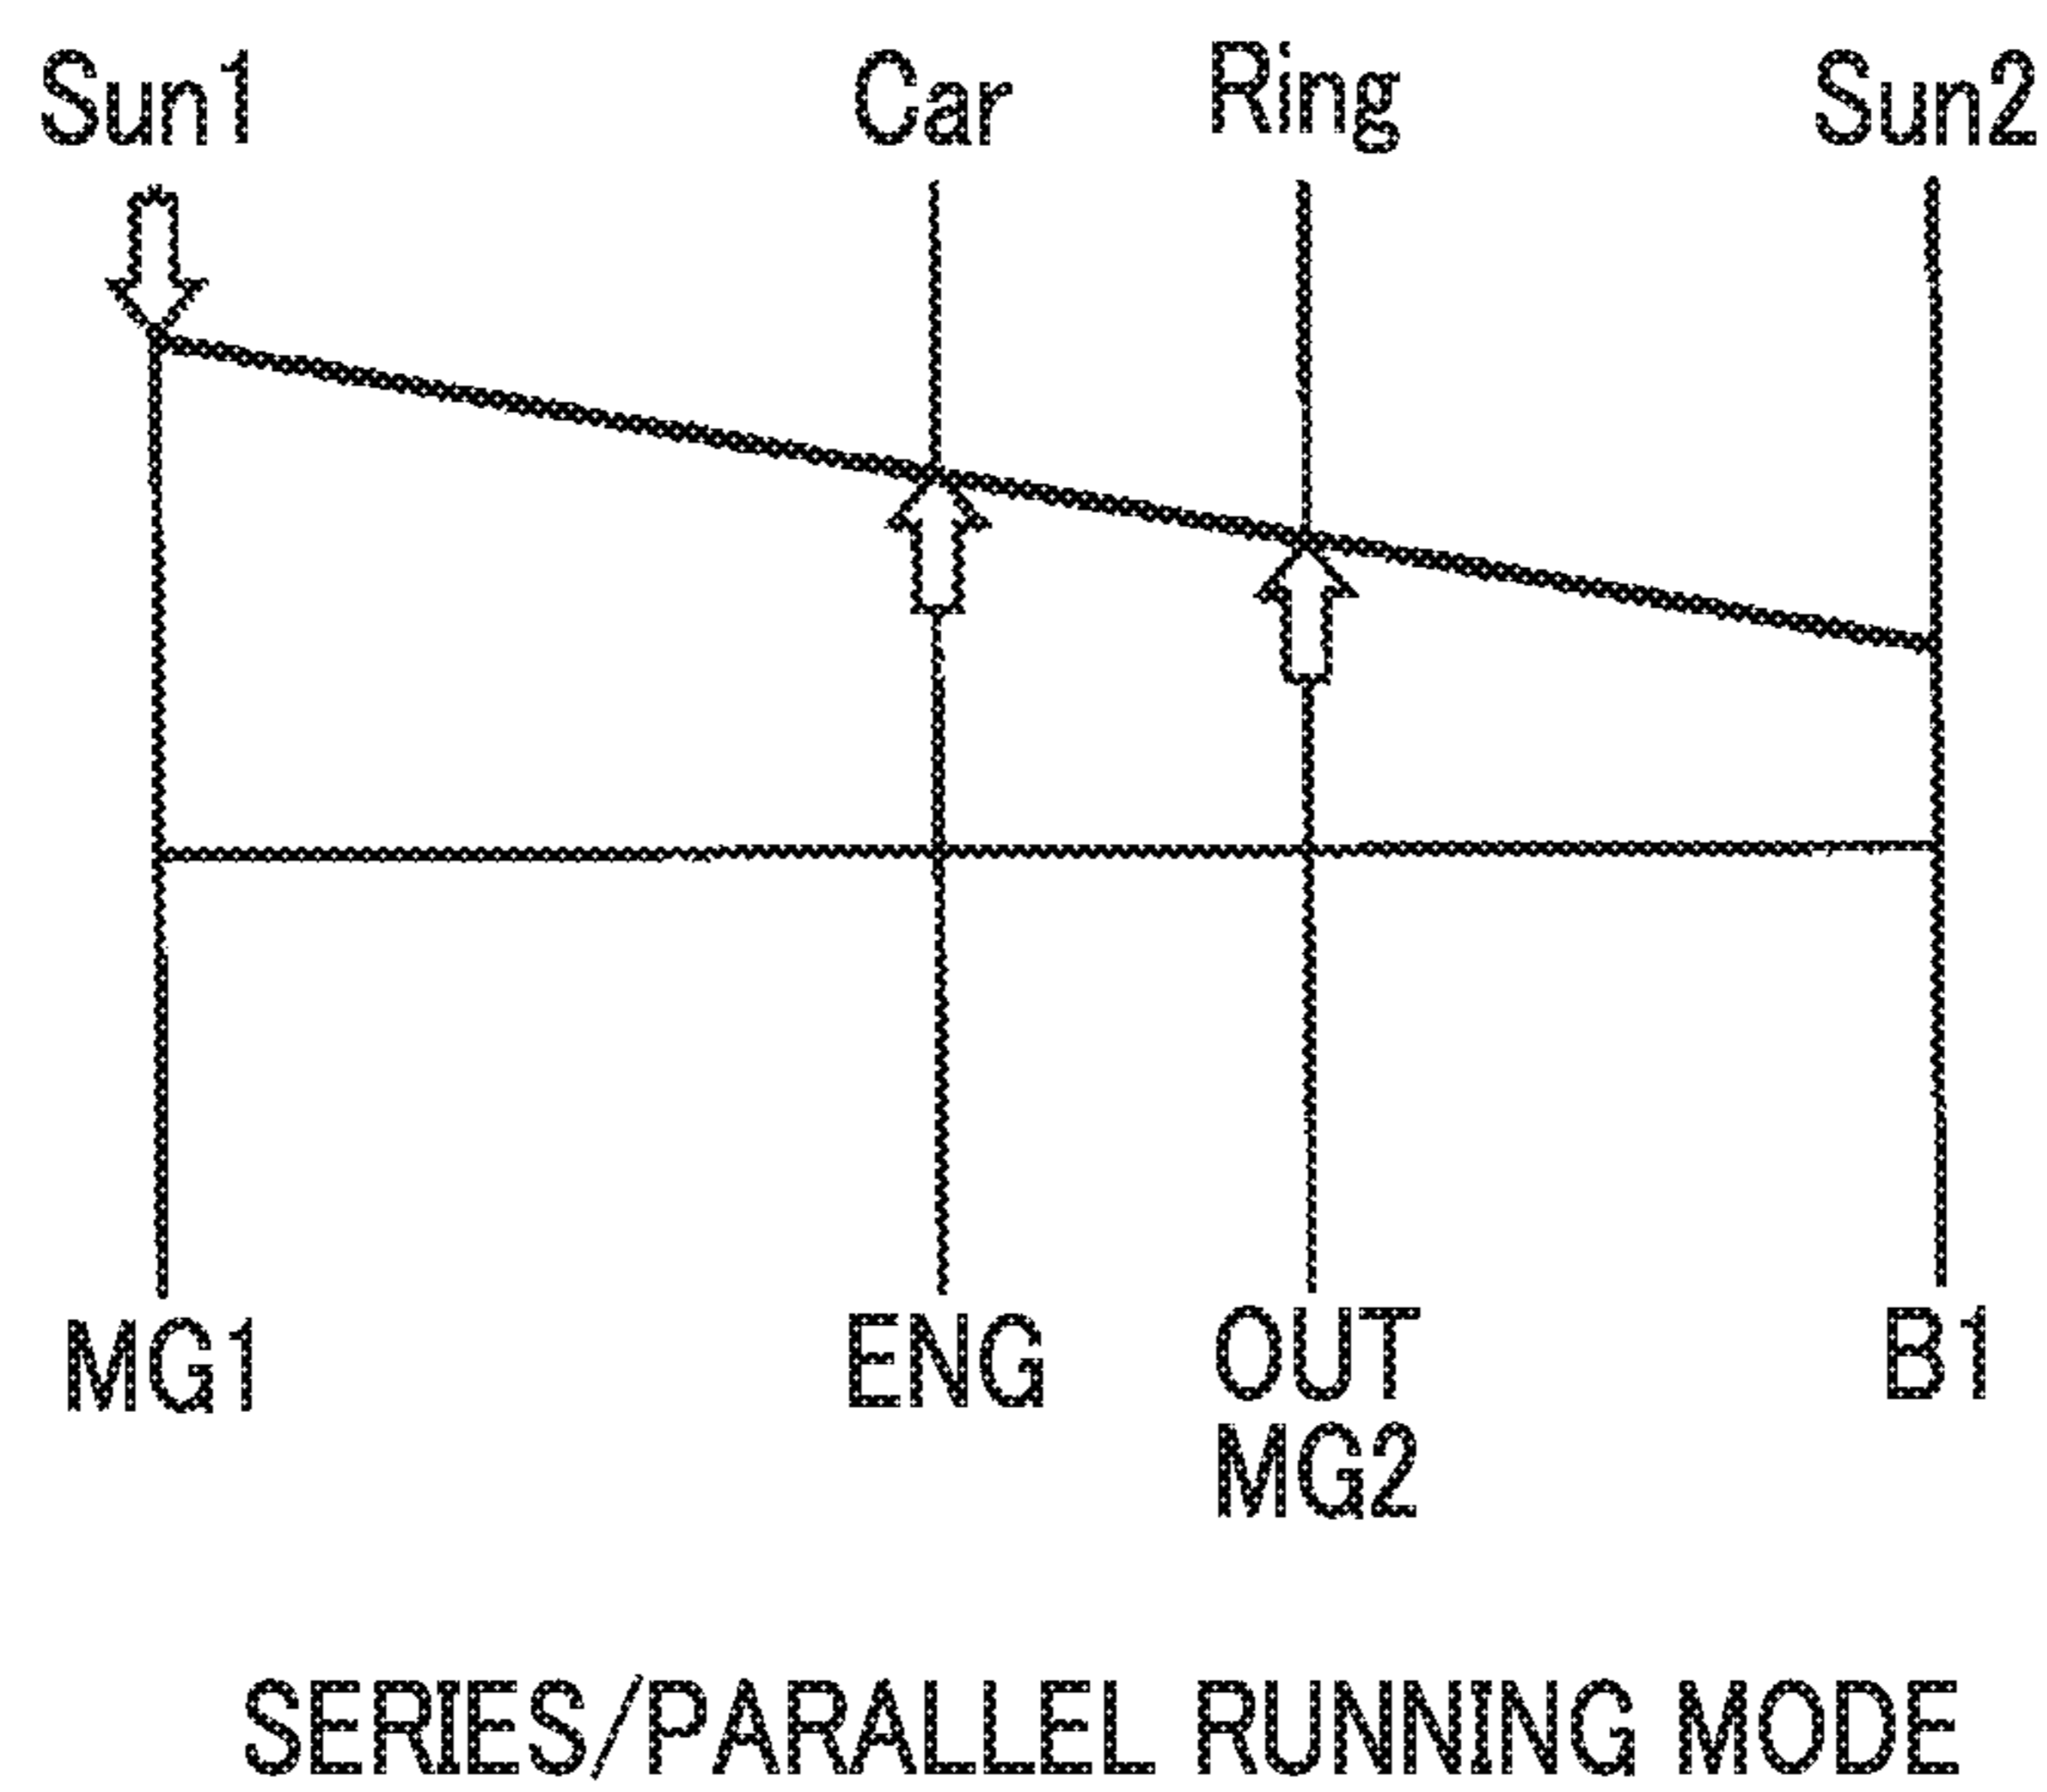 Sun1 Car Ring Sun2
MG1 ENG OUT B1
MG2
SERIES/PARALLEL RUNNING MODE